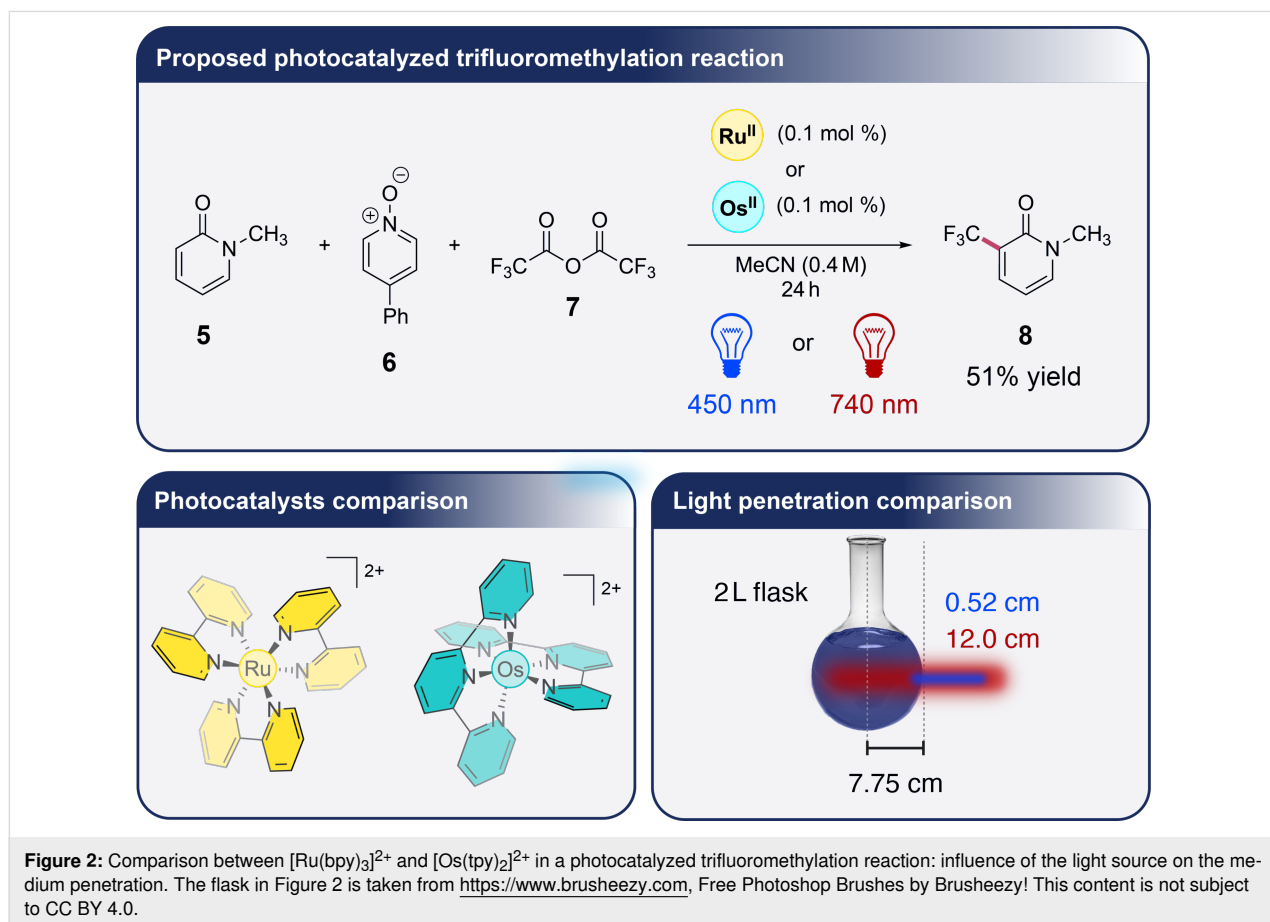 Proposed photocatalyzed trifluoromethylation reaction
Ru^II (0.1 mol %)
or
Os^II (0.1 mol %)
O
N
CH3
+
O
⊖
⊕
N
Ph
+
O
O
F3C
O
CF3
MeCN (0.4 M)
24 h
O
F3C
N
CH3
5
6
7
8
or
51% yield
450 nm
740 nm
Photocatalysts comparison
2+
N
N
N
Ru
N
N
N
2+
N
N
N
Os
N
N
N
Light penetration comparison
2 L flask
0.52 cm
12.0 cm
7.75 cm
Figure 2: Comparison between [Ru(bpy)3]2+ and [Os(tpy)2]2+ in a photocatalyzed trifluoromethylation reaction: influence of the light source on the me-
dium penetration. The flask in Figure 2 is taken from https://www.brusheezy.com, Free Photoshop Brushes by Brusheezy! This content is not subject
to CC BY 4.0.